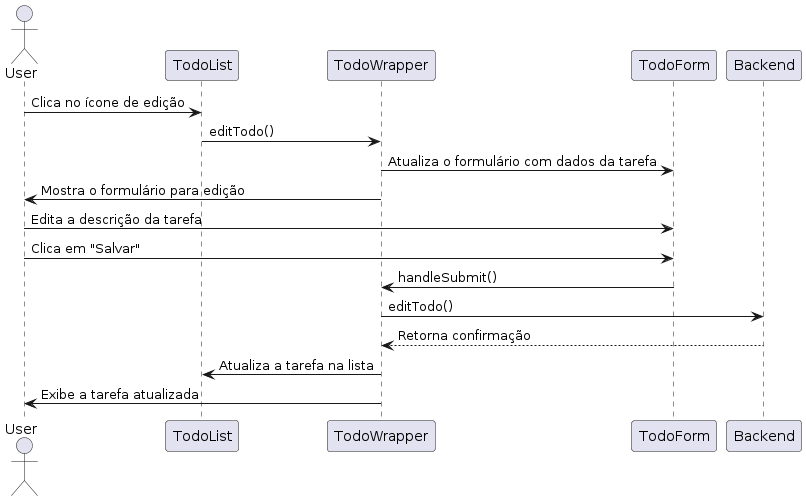 User
TodoList
TodoWrapper
TodoForm
Backend
Clica no ícone de edição
editTodo()
Atualiza o formulário com dados da tarefa
Mostra o formulário para edição
Edita a descrição da tarefa
Clica em "Salvar"
handleSubmit()
editTodo()
Retorna confirmação
Atualiza a tarefa na lista
Exibe a tarefa atualizada
User
TodoList
TodoWrapper
TodoForm
Backend